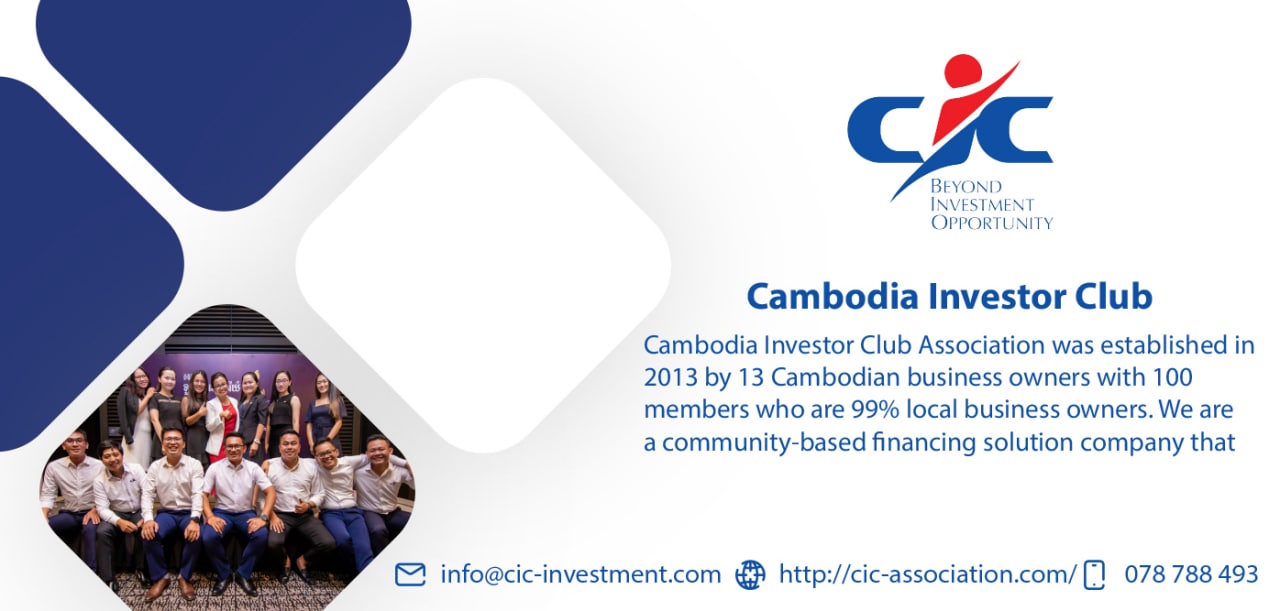 CIC
BEYOND
INVESTMENT
OPPORTUNITY
Cambodia Investor Club
Cambodia Investor Club Association was established in
2013 by 13 Cambodian business owners with 100
members who are 99% local business owners. We are
a community-based financing solution company that
info@cic-investment.com http://cic-association.com/ 078 788 493